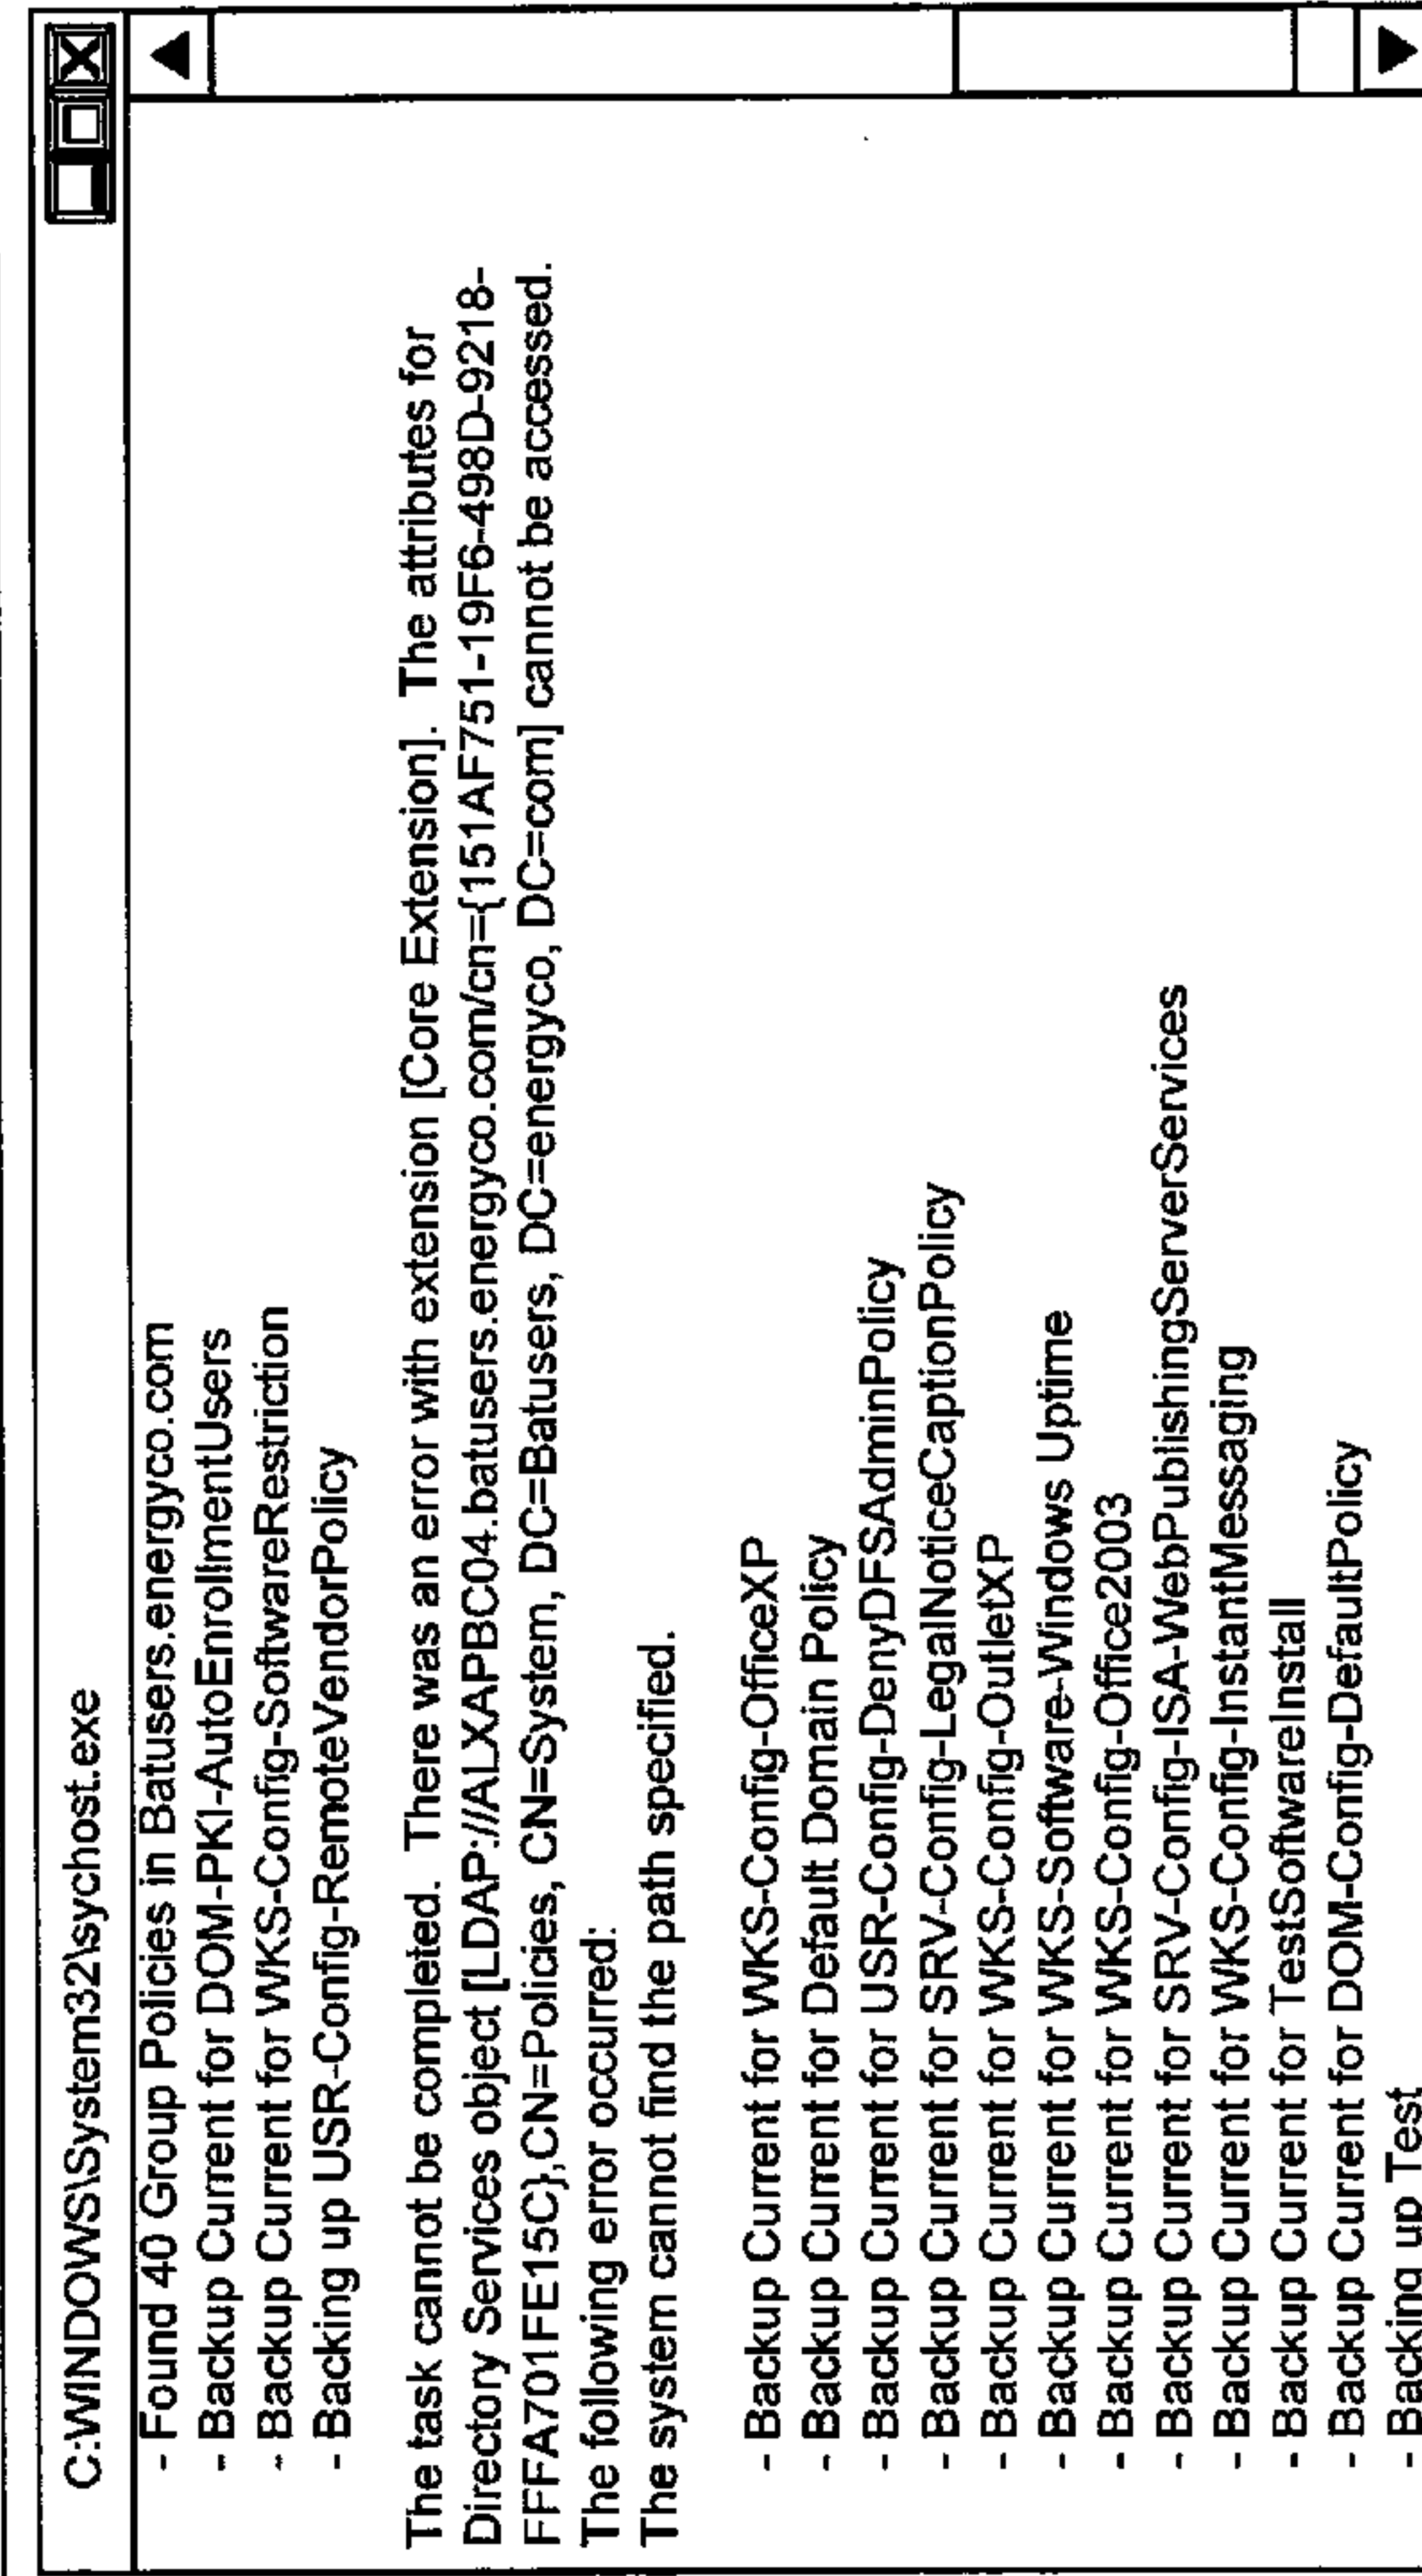 C:WINDOWS\System32\sychost.exe
- Found 40 Group Policies in Batusers.energyco.com
- Backup Current for DOM-PKI-AutoEnrollmentUsers
- Backup Current for WKS-Config-SoftwareRestriction
- Backing up USR-Config-RemoteVendorPolicy
The task cannot be completed. There was an error with extension [Core Extension]. The attributes for
Directory Services object [LDAP://ALXAPBC04.batusers.energyco.com/cn={151AF751-19F6-498D-9218-
FFFA701FE15C},CN=Policies, CN=System, DC=Batusers, DC=energyco, DC=com] cannot be accessed.
The following error occurred:
The system cannot find the path specified.
- Backup Current for WKS-Config-OfficeXP
- Backup Current for Default Domain Policy
- Backup Current for USR-Config-DenyDFSAdminPolicy
- Backup Current for SRV-Config-LegalNoticeCaptionPolicy
- Backup Current for WKS-Config-OutletXP
- Backup Current for WKS-Software-Windows Uptime
- Backup Current for WKS-Config-Office2003
- Backup Current for SRV-Config-ISA-WebPublishingServerServices
- Backup Current for WKS-Config-InstantMessaging
- Backup Current for TestSoftwareInstall
- Backup Current for DOM-Config-DefaultPolicy
- Backing up Test